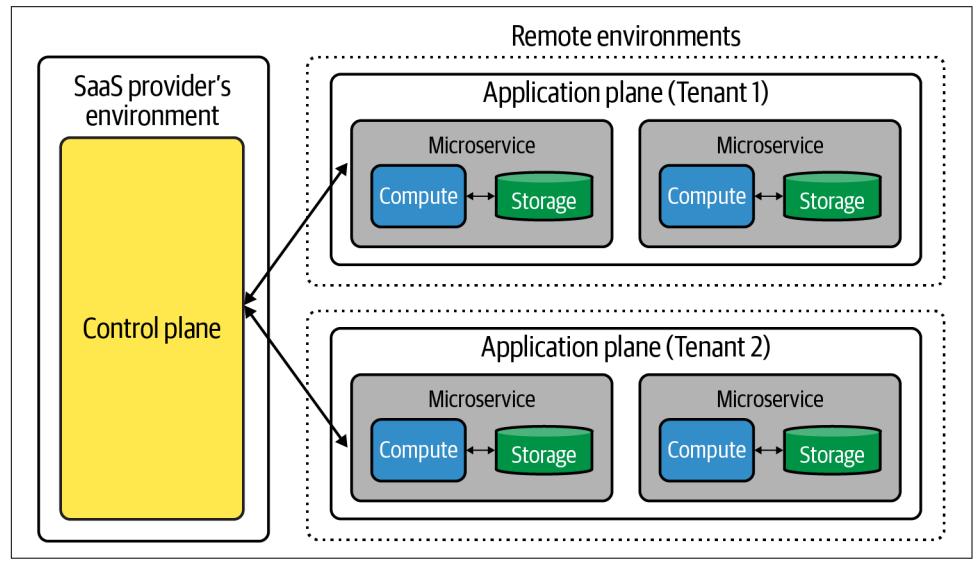 Remote environments
SaaS provider's
environment
Control plane
Application plane (Tenant 1)
Microservice
Compute
Storage
Microservice
Compute
Storage
Application plane (Tenant 2)
Microservice
Compute
Storage
Microservice
Compute
Storage